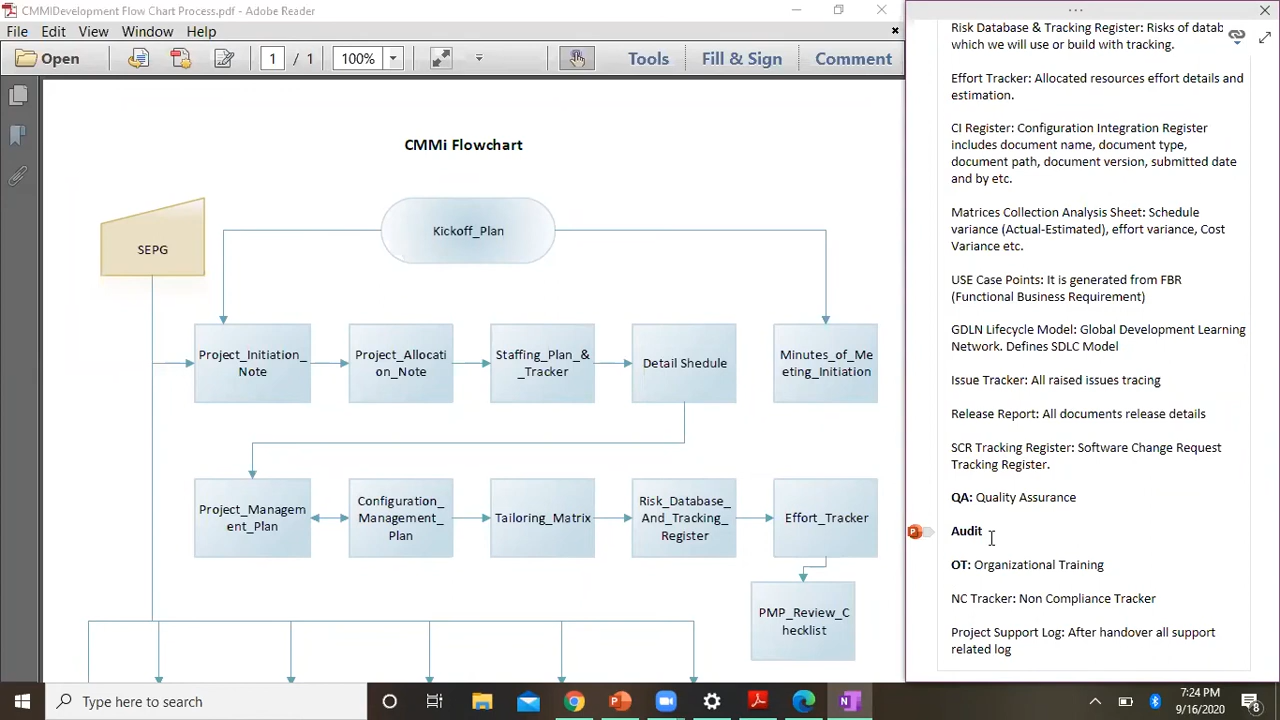 CMMIDevelopment Flow Chart Process.pdf - Adobe Reader
File Edit View Window Help
Open
1 / 1
100%
Tools
Fill & Sign
Comment
CMMi Flowchart
SEPG
Kickoff_Plan
Project_Initiation_
Note
Project_Allocati
on_Note
Staffing_Plan_&
_Tracker
Detail Shedule
Minutes_of_Me
eting_Initiation
Project_Managem
ent_Plan
Configuration_
Management_
Plan
Tailoring_Matrix
Risk_Database_
And_Tracking_
Register
Effort_Tracker
PMP_Review_C
hecklist
Risk Database & Tracking Register: Risks of datab
which we will use or build with tracking.
Effort Tracker: Allocated resources effort details and
estimation.
CI Register: Configuration Integration Register
includes document name, document type,
document path, document version, submitted date
and by etc.
Matrices Collection Analysis Sheet: Schedule
variance (Actual-Estimated), effort variance, Cost
Variance etc.
USE Case Points: It is generated from FBR
(Functional Business Requirement)
GDLN Lifecycle Model: Global Development Learning
Network. Defines SDLC Model
Issue Tracker: All raised issues tracing
Release Report: All documents release details
SCR Tracking Register: Software Change Request
Tracking Register.
QA: Quality Assurance
Audit
OT: Organizational Training
NC Tracker: Non Compliance Tracker
Project Support Log: After handover all support
related log
Type here to search
7:24 PM
9/16/2020
8